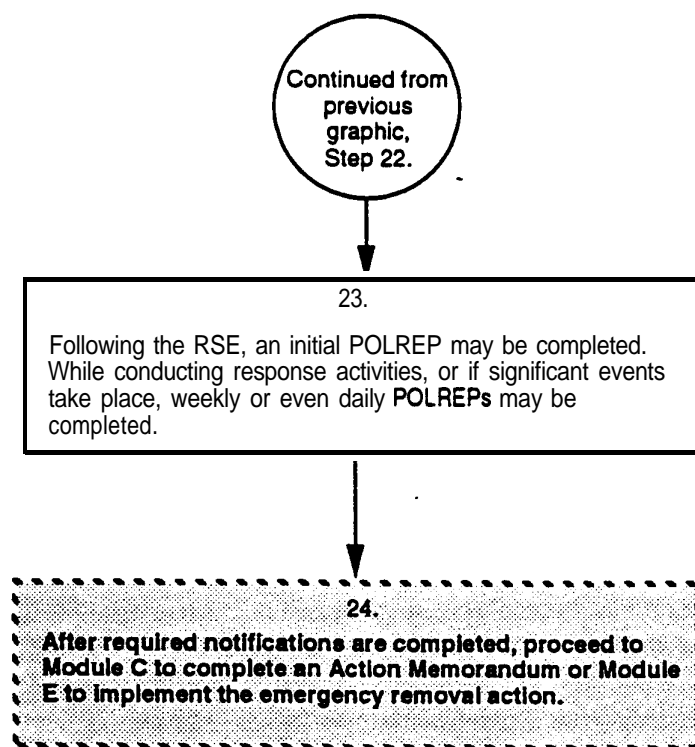 Continued from
previous
graphic,
Step 22.
23.
Following the RSE, an initial POLREP may be completed.
While conducting response activities, or if significant events
take place, weekly or even daily POLREPs may be
completed.
24.
After required notifications are completed, proceed to
Module C to complete an Action Memorandum or Module
E to implement the emergency removal action.